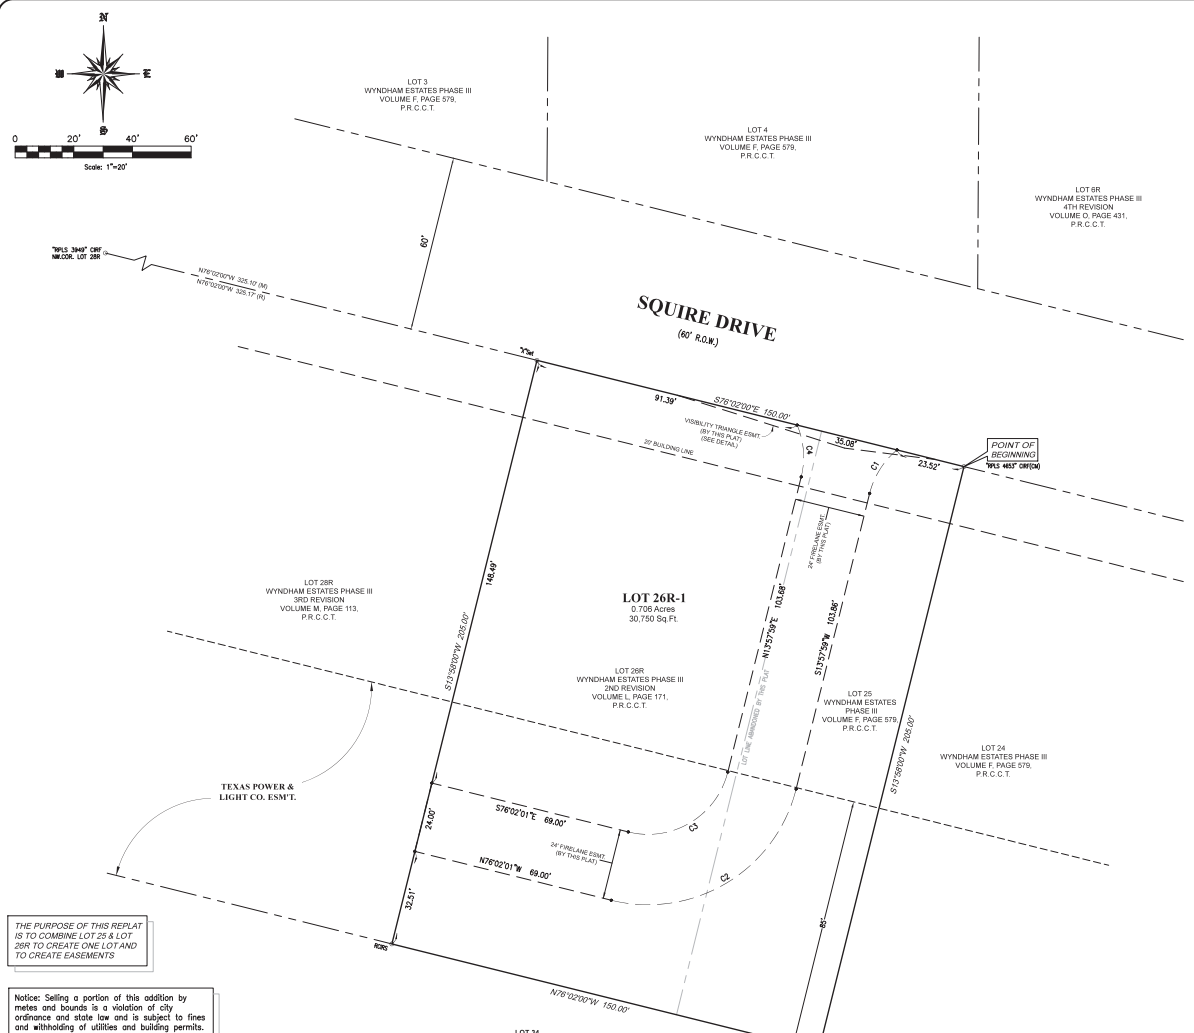 N
W
E
S
0 20' 40' 60'
Scale: 1"=20'
LOT 3
WYNDHAM ESTATES PHASE III
VOLUME F, PAGE 579,
P.R.C.C.T.
LOT 4
WYNDHAM ESTATES PHASE III
VOLUME F, PAGE 579,
P.R.C.C.T.
LOT 6R
WYNDHAM ESTATES PHASE III
4TH REVISION
VOLUME O, PAGE 431,
P.R.C.C.T.
"RPLS 3949" CIRF
NW.COR. LOT 28R
N76°02'00"W 325.10' (M)
N76°02'00"W 325.17' (R)
60'
SQUIRE DRIVE
(60' R.O.W.)
"X"Set
91.39'
S76°02'00"E 150.00'
VISIBILITY TRIANGLE ESMT.
(BY THIS PLAT)
(SEE DETAIL)
20' BUILDING LINE
C4
35.08'
C1
23.52'
POINT OF
BEGINNING
"RPLS 4653" CIRF(CM)
24' FIRELANE ESMT.
(BY THIS PLAT)
148.49'
S13°58'00"W 205.00'
LOT 28R
WYNDHAM ESTATES PHASE III
3RD REVISION
VOLUME M, PAGE 113,
P.R.C.C.T.
LOT 26R-1
0.706 Acres
30,750 Sq.Ft.
N13°57'59"E 103.68'
S13°57'59"W 103.86'
LOT 26R
WYNDHAM ESTATES PHASE III
2ND REVISION
VOLUME L, PAGE 171,
P.R.C.C.T.
LOT LINE ABANDONED BY THIS PLAT
LOT 25
WYNDHAM ESTATES
PHASE III
VOLUME F, PAGE 579,
P.R.C.C.T.
S13°58'00"W 205.00'
LOT 24
WYNDHAM ESTATES PHASE III
VOLUME F, PAGE 579,
P.R.C.C.T.
TEXAS POWER &
LIGHT CO. ESM'T.
24.00'
S76°02'01"E 69.00'
C3
24' FIRELANE ESMT.
(BY THIS PLAT)
N76°02'01"W 69.00'
C2
32.51'
85'
RCIRS
N76°02'00"W 150.00'
THE PURPOSE OF THIS REPLAT
IS TO COMBINE LOT 25 & LOT
26R TO CREATE ONE LOT AND
TO CREATE EASEMENTS
Notice: Selling a portion of this addition by
metes and bounds is a violation of city
ordinance and state law and is subject to fines
and withholding of utilities and building permits.